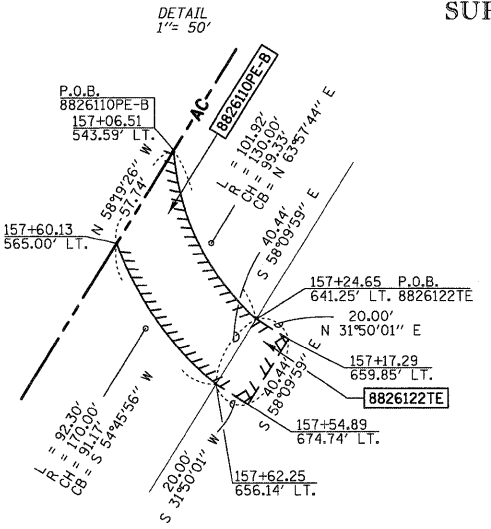 DETAIL
1"= 50'
SUR
P.O.B.
8826110PE-B
157+06.51
543.59' LT.
AC
8826110PE-B
L = 101.92'
R = 130.00'
CH = 99.33'
CB = N 63°57'44" E
N 58°19'26" W
57.74'
157+60.13
565.00' LT.
40.44'
S 58°09'59" E
157+24.65 P.O.B.
641.25' LT. 8826122TE
20.00'
N 31°50'01" E
157+17.29
659.85' LT.
40.44'
S 58°09'59" E
8826122TE
157+54.89
674.74' LT.
L = 92.30'
R = 170.00'
CH = 91.17'
CB = S 54°45'56" W
20.00'
S 31°50'01" W
157+62.25
656.14' LT.